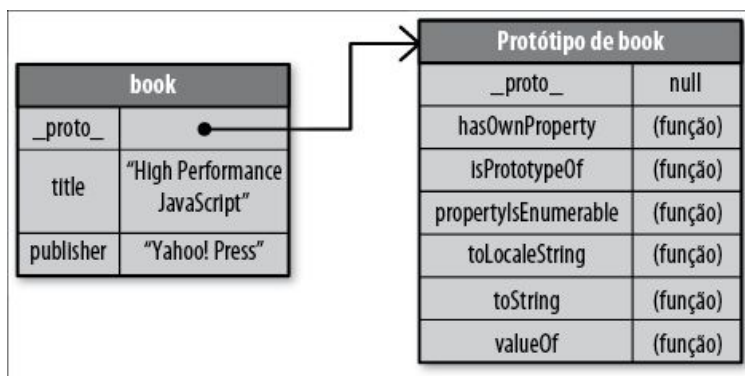 book
_proto_
title “High Performance
JavaScript”
publisher “Yahoo! Press”
Protótipo de book
_proto_ null
hasOwnProperty (função)
isPrototypeOf (função)
propertyIsEnumerable (função)
toLocaleString (função)
toString (função)
valueOf (função)